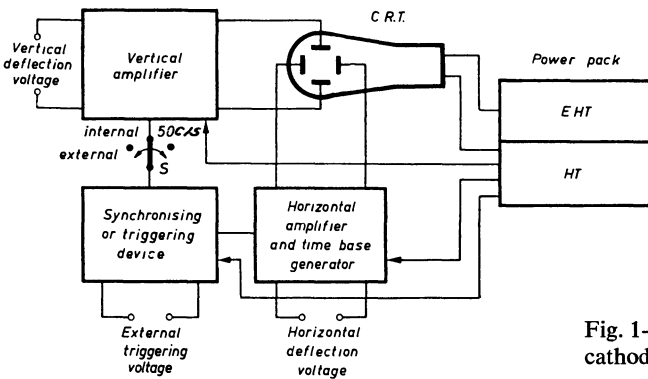 C R.T.
Vertical
deflection
voltage
Vertical
amplifier
Power pack
EHT
HT
internal 50c/s
external
S
Synchronising
or triggering
device
Horizontal
amplifier
and time base
generator
External
triggering
voltage
Horizontal
deflection
voltage
Fig. 1-
cathod